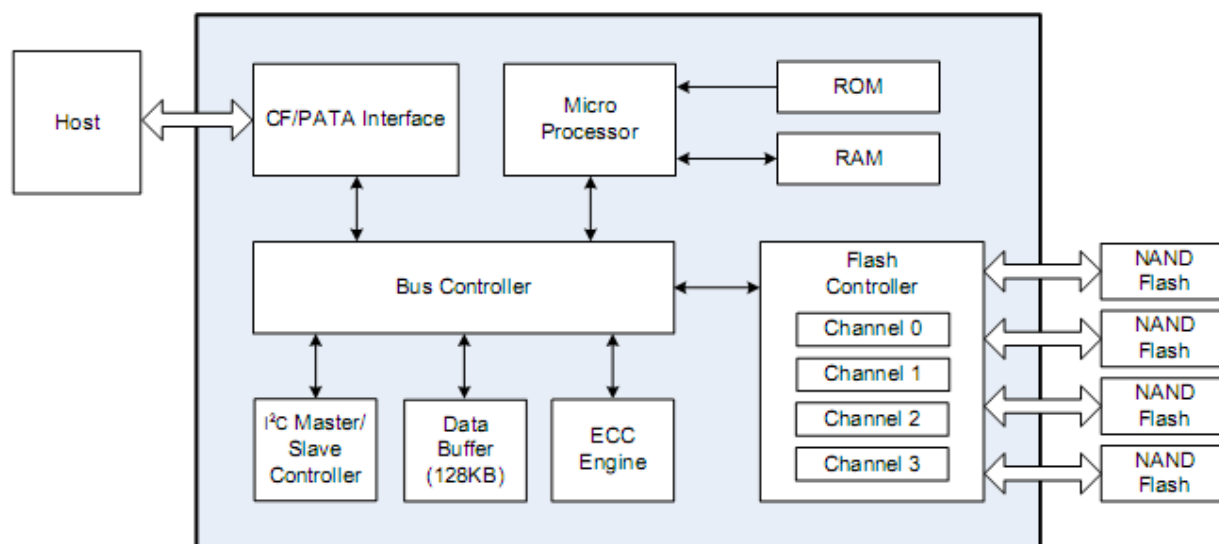 Host
CF/PATA Interface
Micro
Processor
ROM
RAM
Bus Controller
Flash
Controller
Channel 0
Channel 1
Channel 2
Channel 3
NAND
Flash
NAND
Flash
NAND
Flash
NAND
Flash
I²C Master/
Slave
Controller
Data
Buffer
(128KB)
ECC
Engine